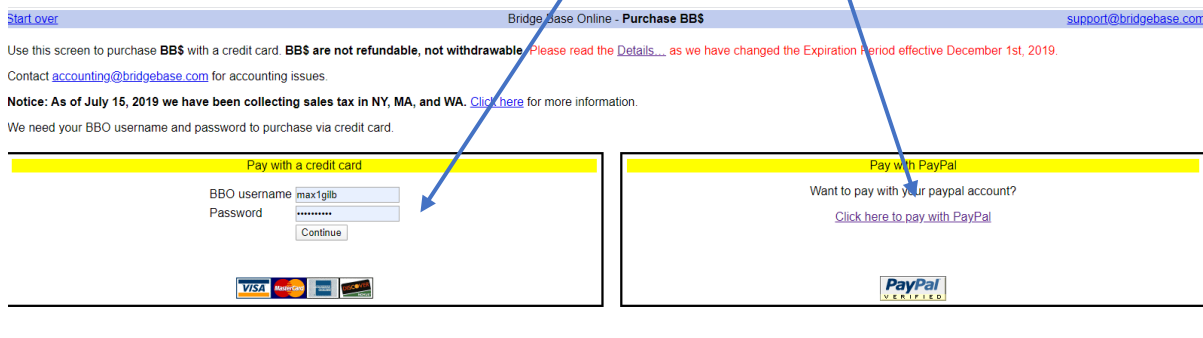 Start over Bridge Base Online - Purchase BB$ support@bridgebase.com
Use this screen to purchase BB$ with a credit card. BB$ are not refundable, not withdrawable. Please read the Details... as we have changed the Expiration Period effective December 1st, 2019.
Contact accounting@bridgebase.com for accounting issues.
Notice: As of July 15, 2019 we have been collecting sales tax in NY, MA, and WA. Click here for more information.
We need your BBO username and password to purchase via credit card.
Pay with a credit card
BBO username max1gilb
Password ••••••••••
Continue
VISA MasterCard DISCOVER
Pay with PayPal
Want to pay with your paypal account?
Click here to pay with PayPal
PayPal
VERIFIED